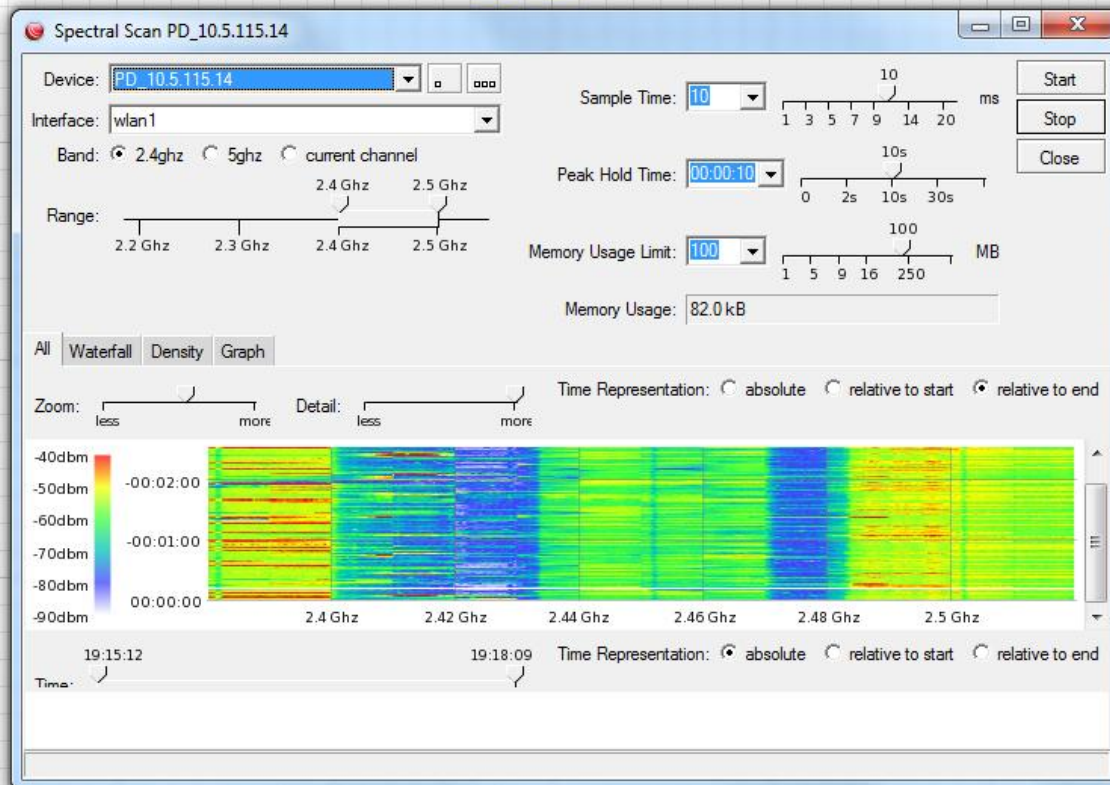 Spectral Scan PD_10.5.115.14
Device: PD_10.5.115.14
Interface: wlan1
Band: 2.4ghz 5ghz current channel
2.4 Ghz 2.5 Ghz
Range:
2.2 Ghz 2.3 Ghz 2.4 Ghz 2.5 Ghz
10
Sample Time: 10 ms
1 3 5 7 9 14 20
10s
Peak Hold Time: 00:00:10
0 2s 10s 30s
100
Memory Usage Limit: 100 MB
1 5 9 16 250
Memory Usage: 82.0 kB
Start
Stop
Close
All Waterfall Density Graph
Zoom: less more Detail: less more
Time Representation: absolute relative to start relative to end
-40dbm
-50dbm
-60dbm
-70dbm
-80dbm
-90dbm
-00:02:00
-00:01:00
00:00:00
2.4 Ghz 2.42 Ghz 2.44 Ghz 2.46 Ghz 2.48 Ghz 2.5 Ghz
19:15:12 19:18:09
Time Representation: absolute relative to start relative to end
Time: